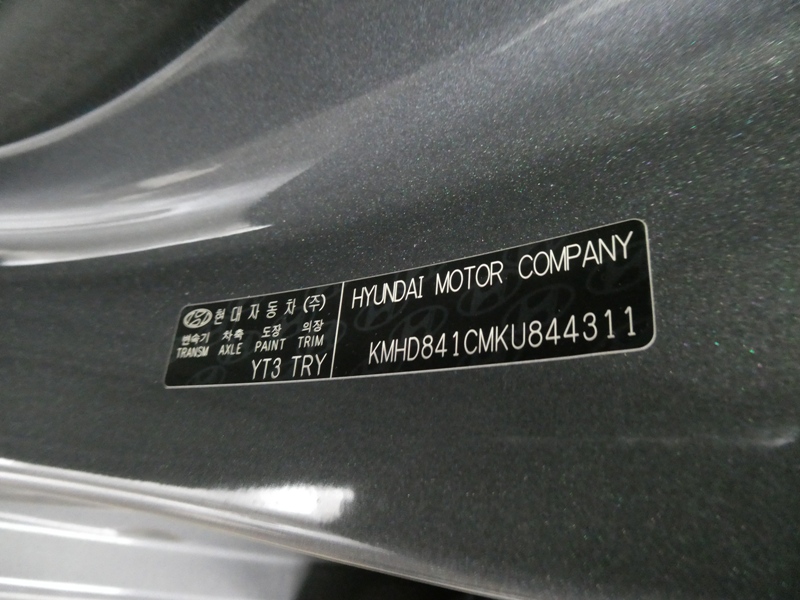 현대자동차(주)
변속기 차축 도장 의장
TRANSM AXLE PAINT TRIM
YT3 TRY
HYUNDAI MOTOR COMPANY
KMHD841CMKU844311